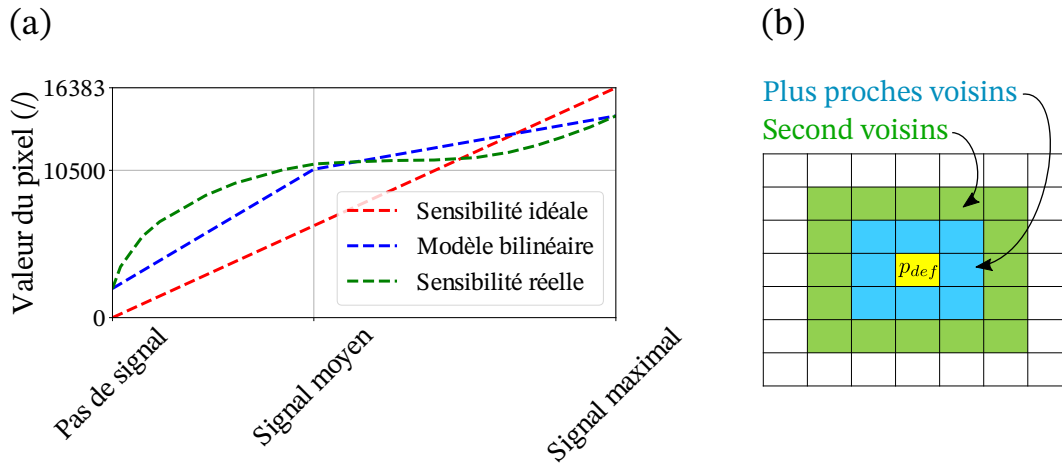 (a)
(b)
Valeur du pixel (/)
16383
10500
0
Sensibilité idéale
Modèle bilinéaire
Sensibilité réelle
Pas de signal
Signal moyen
Signal maximal
Plus proches voisins
Second voisins
p_def